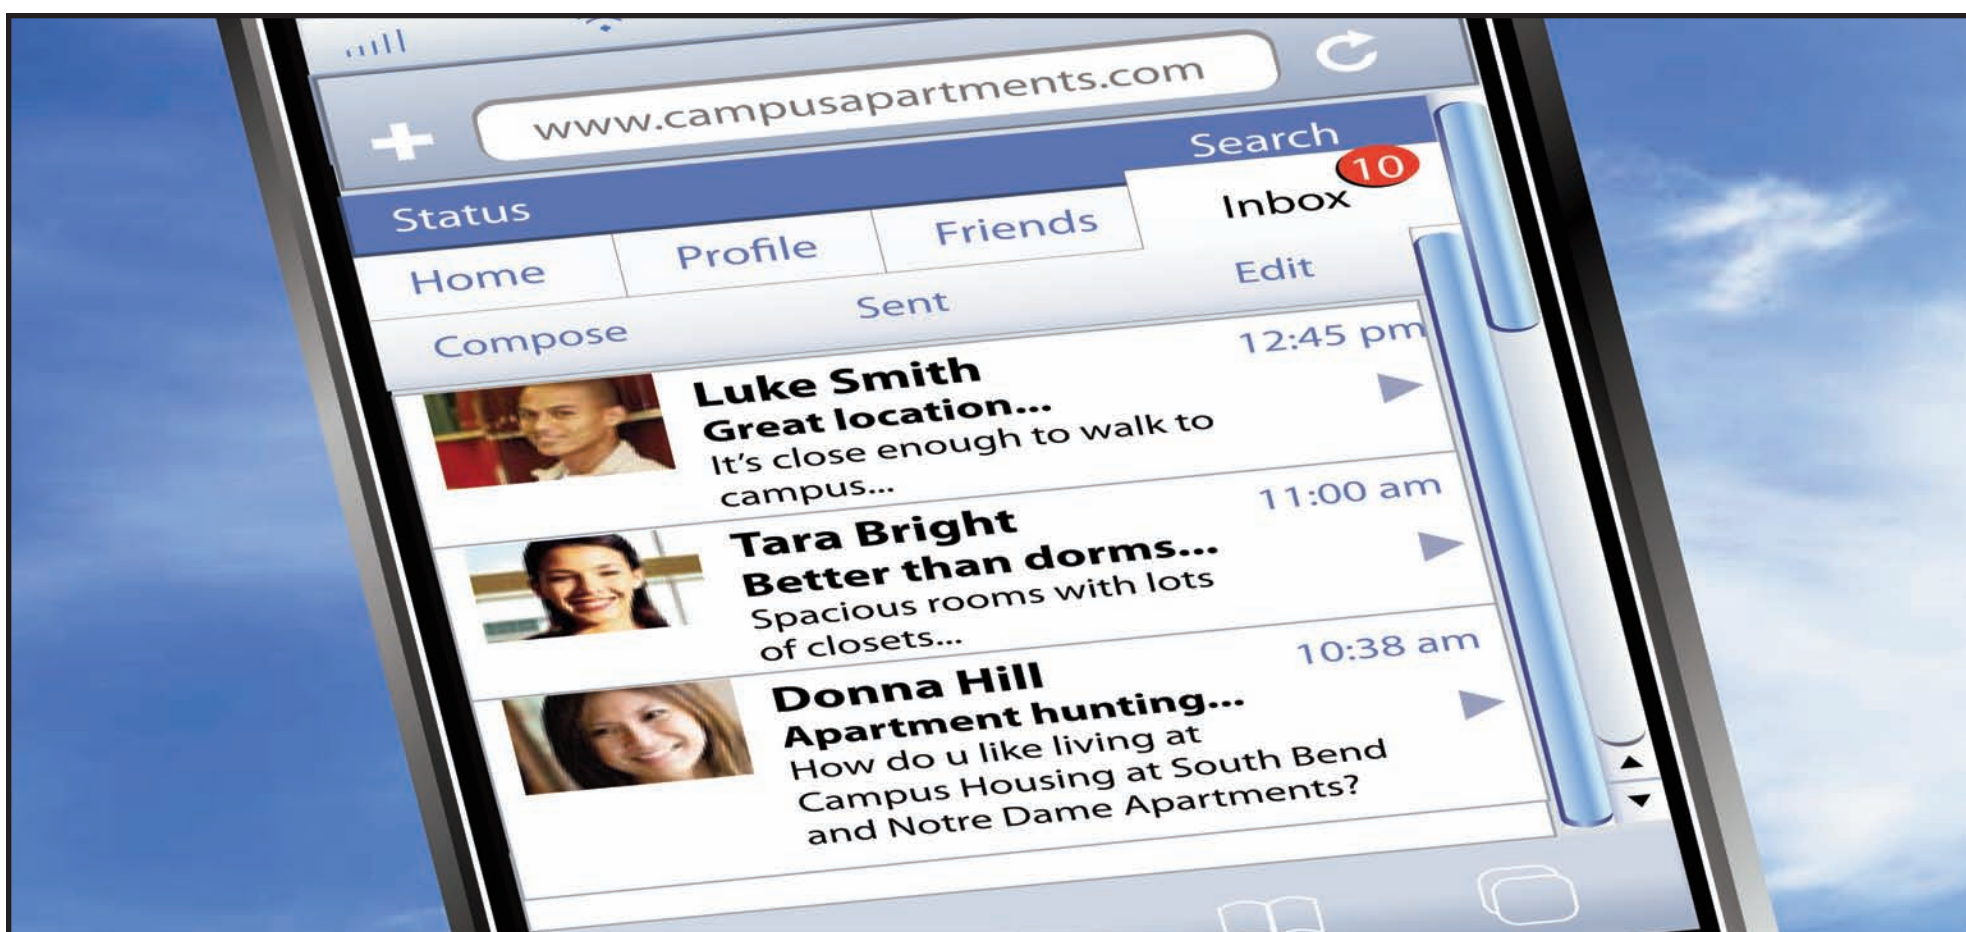 www.campusapartments.com
Search
Status
10
Home
Profile
Friends
Inbox
Compose
Sent
Edit
Luke Smith
12:45 pm
Great location...
It's close enough to walk to
campus...
Tara Bright
11:00 am
Better than dorms...
Spacious rooms with lots
of closets...
Donna Hill
10:38 am
Apartment hunting...
How do u like living at
Campus Housing at South Bend
and Notre Dame Apartments?